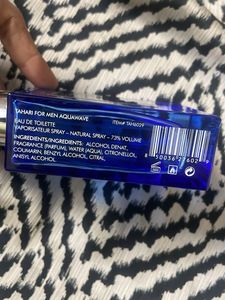 TAHARI FOR MEN AQUAWAVE
ITEM# TAH6029
EAU DE TOILETTE
VAPORISATEUR SPRAY – NATURAL SPRAY – 73% VOLUME
INGREDIENTS/INGREDIENTS: ALCOHOL DENAT,
FRAGRANCE (PARFUM), WATER (AQUA), CITRONELLOL,
COUMARIN, BENZYL ALCOHOL, CITRAL,
ANISYL ALCOHOL